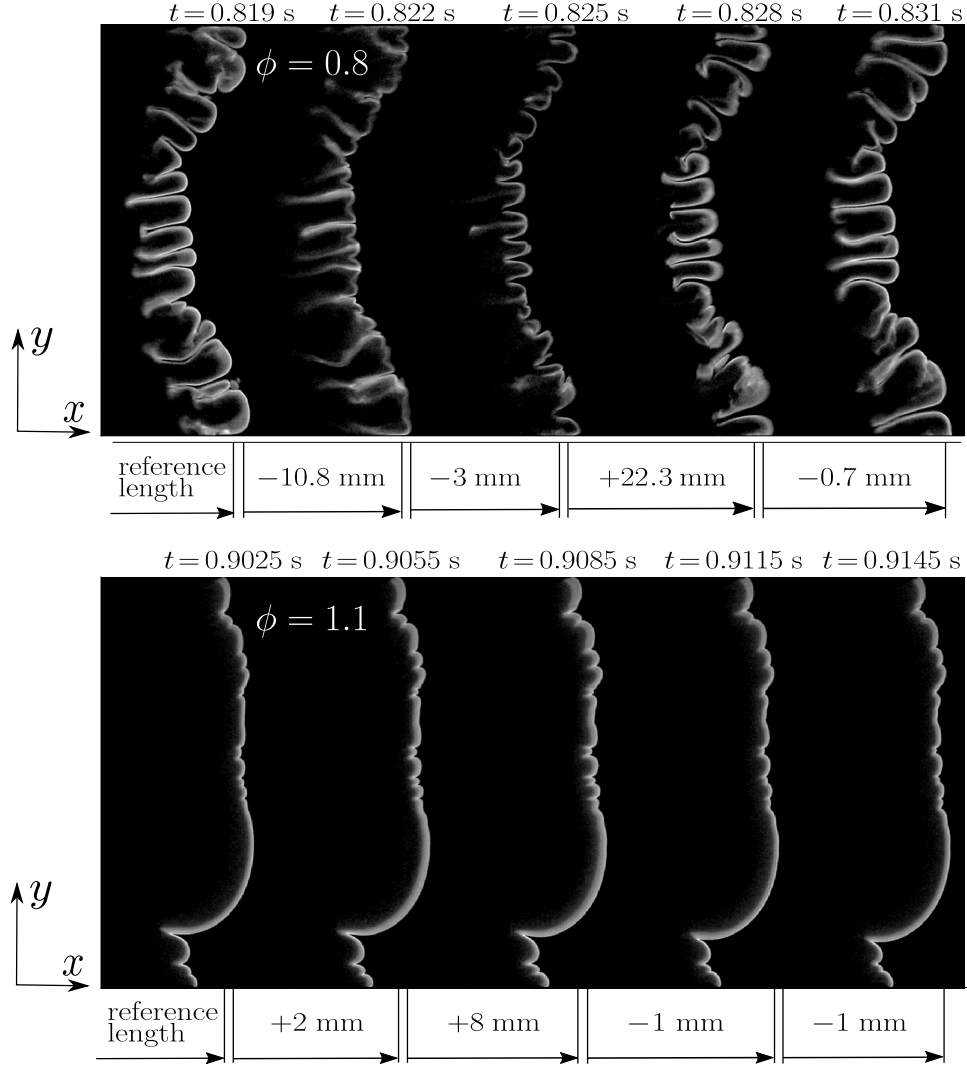 t = 0.819 s t = 0.822 s t = 0.825 s t = 0.828 s t = 0.831 s
ϕ = 0.8
y
x
reference
length
−10.8 mm −3 mm +22.3 mm −0.7 mm
t = 0.9025 s t = 0.9055 s t = 0.9085 s t = 0.9115 s t = 0.9145 s
ϕ = 1.1
y
x
reference
length
+2 mm +8 mm −1 mm −1 mm